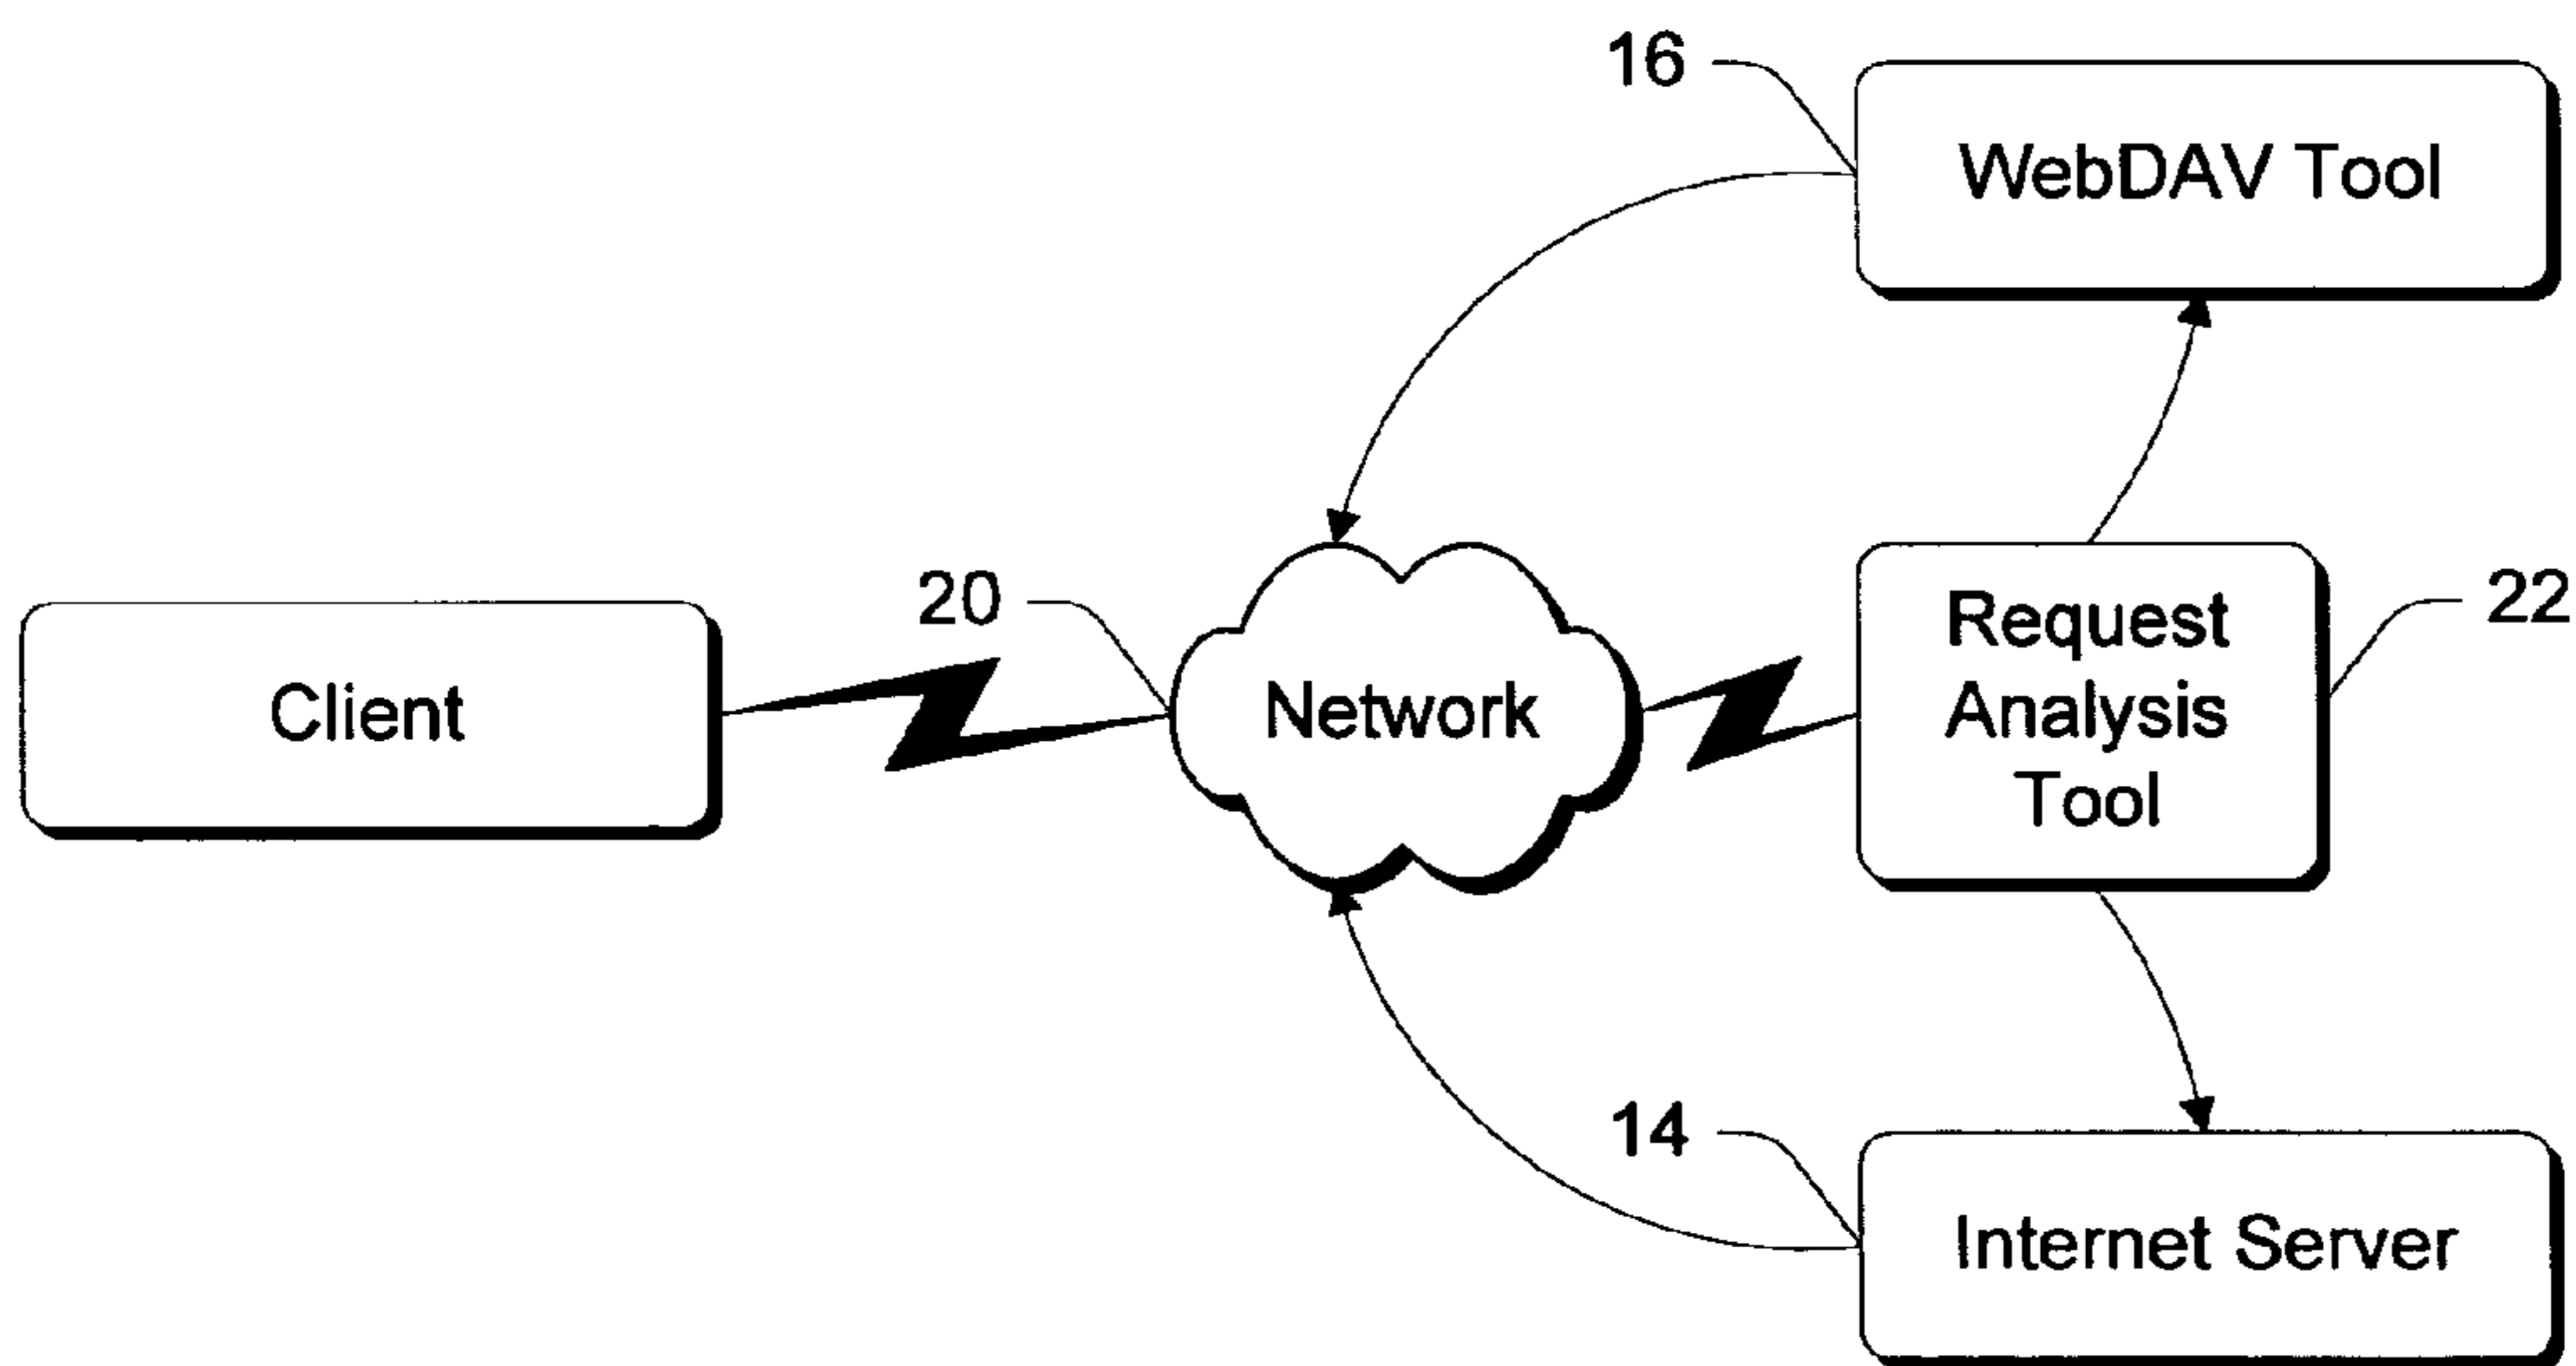 16
WebDAV Tool
20
22
Client
Network
Request
Analysis
Tool
14
Internet Server